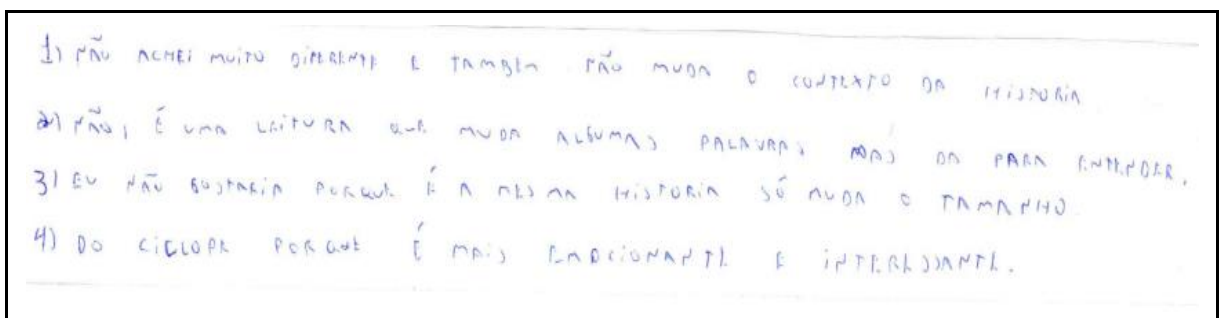 1) NÃO ACHEI MUITO DIFERENTE E TAMBEM NÃO MUDA O CONTEXTO DA HISTORIA
2) NÃO, É UMA LEITURA QUE MUDA ALGUMAS PALAVRAS MAS DA PARA ENTENDER.
3) EU NÃO GOSTARIA PORQUE É A MESMA HISTORIA SÓ MUDA O TAMANHO
4) DO CICLOPE PORQUE É MAIS EMOCIONANTE E INTERESSANTE.